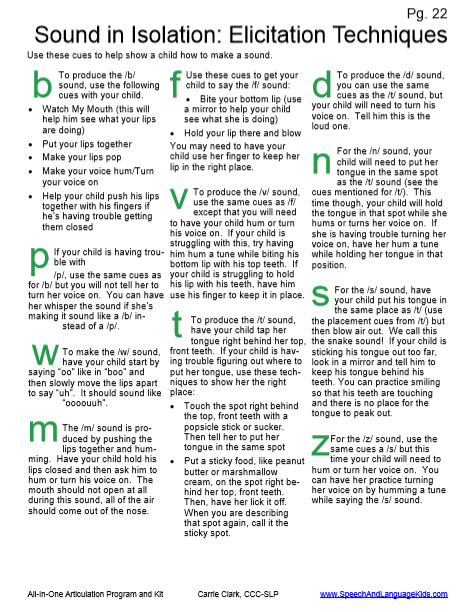 Pg. 22
Sound in Isolation: Elicitation Techniques
Use these cues to help show a child how to make a sound.
b To produce the /b/
sound, use the following
cues with your child.
• Watch My Mouth (this will
help him see what your lips
are doing)
• Put your lips together
• Make your lips pop
• Make your voice hum/Turn
your voice on
• Help your child push his lips
together with his fingers if
he's having trouble getting
them closed
p If your child is having trou-
ble with
/p/, use the same cues as
for /b/ but you will not tell her to
turn her voice on. You can have
her whisper the sound if she's
making it sound like a /b/ in-
stead of a /p/.
w To make the /w/ sound,
have your child start by
saying "oo" like in "boo" and
then slowly move the lips apart
to say "uh". It should sound like
"oooouuh".
m The /m/ sound is pro-
duced by pushing the
lips together and hum-
ming. Have your child hold his
lips closed and then ask him to
hum or turn his voice on. The
mouth should not open at all
during this sound, all of the air
should come out of the nose.
f Use these cues to get your
child to say the /f/ sound:
• Bite your bottom lip (use
a mirror to help your child
see what she is doing)
• Hold your lip there and blow
You may need to have your
child use her finger to keep her
lip in the right place.
v To produce the /v/ sound,
use the same cues as /f/
except that you will need
to have your child hum or turn
his voice on. If your child is
struggling with this, try having
him hum a tune while biting his
bottom lip with his top teeth. If
your child is struggling to hold
his lip with his teeth, have him
use his finger to keep it in place.
t To produce the /t/ sound,
have your child tap her
tongue right behind her top,
front teeth. If your child is hav-
ing trouble figuring out where to
put her tongue, use these tech-
niques to show her the right
place:
• Touch the spot right behind
the top, front teeth with a
popsicle stick or sucker.
Then tell her to put her
tongue in the same spot
• Put a sticky food, like peanut
butter or marshmallow
cream, on the spot right be-
hind her top, front teeth.
Then, have her lick it off.
When you are describing
that spot again, call it the
sticky spot.
d To produce the /d/ sound,
you can use the same
cues as the /t/ sound, but
your child will need to turn his
voice on. Tell him this is the
loud one.
n For the /n/ sound, your
child will need to put her
tongue in the same spot
as the /t/ sound (see the
cues mentioned for /t/). This
time though, your child will hold
the tongue in that spot while she
hums or turns her voice on. If
she is having trouble turning her
voice on, have her hum a tune
while holding her tongue in that
position.
s For the /s/ sound, have
your child put his tongue in
the same place as /t/ (use
the placement cues from /t/) but
then blow air out. We call this
the snake sound! If your child is
sticking his tongue out too far,
look in a mirror and tell him to
keep his tongue behind his
teeth. You can practice smiling
so that his teeth are touching
and there is no place for the
tongue to peak out.
z For the /z/ sound, use the
same cues a /s/ but this
time your child will need to
hum or turn her voice on. You
can have her practice turning
her voice on by humming a tune
while saying the /s/ sound.
All-in-One Articulation Program and Kit
Carrie Clark, CCC-SLP
www.SpeechAndLanguageKids.com